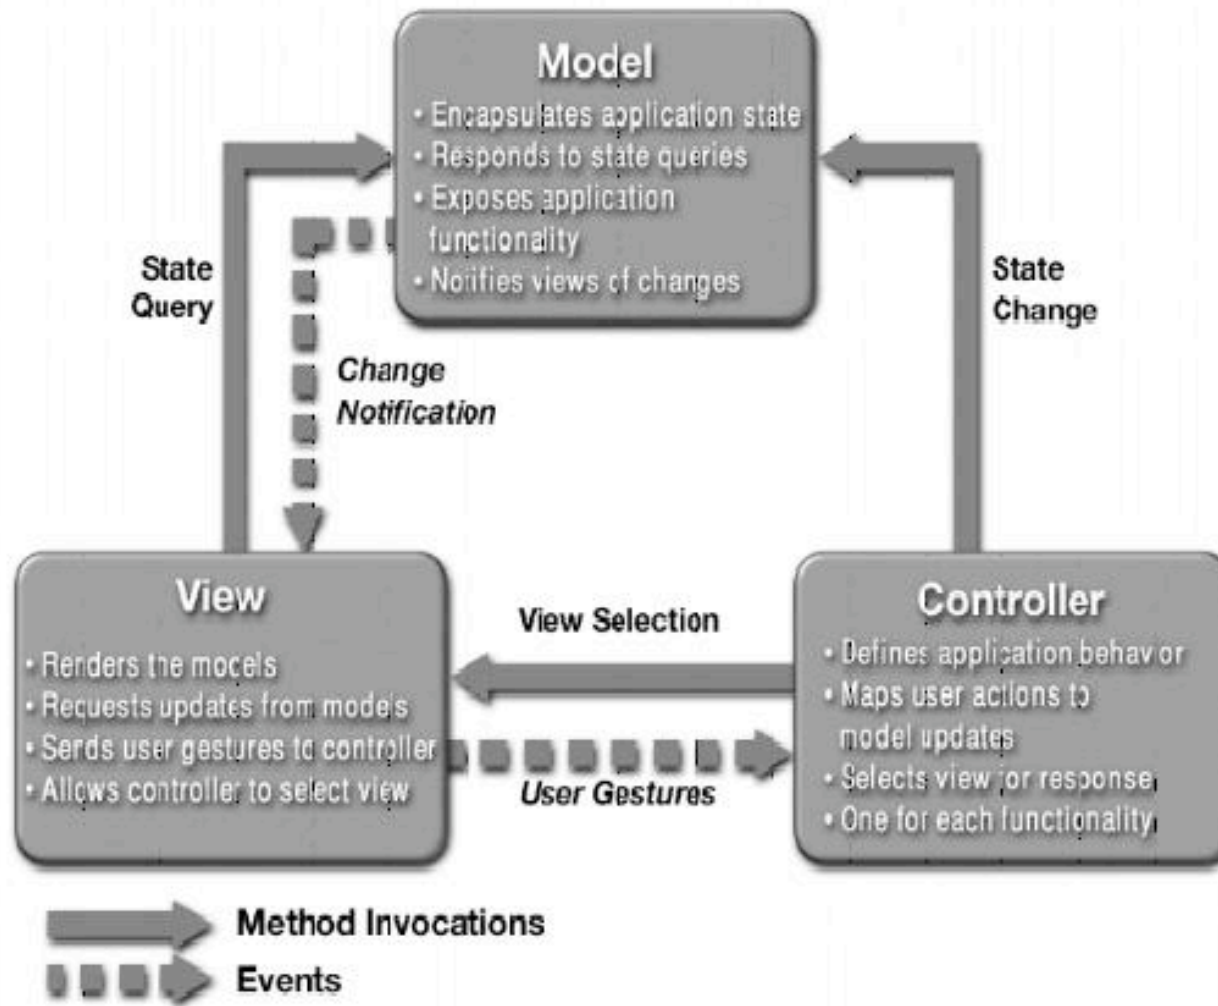 Model
• Encapsulates application state
• Responds to state queries
• Exposes application
functionality
• Notifies views of changes
State
Query
State
Change
Change
Notification
View
• Renders the models
• Requests updates from models
• Sends user gestures to controller
• Allows controller to select view
View Selection
User Gestures
Controller
• Defines application behavior
• Maps user actions to
model updates
• Selects view for response
• One for each functionality
Method Invocations
Events